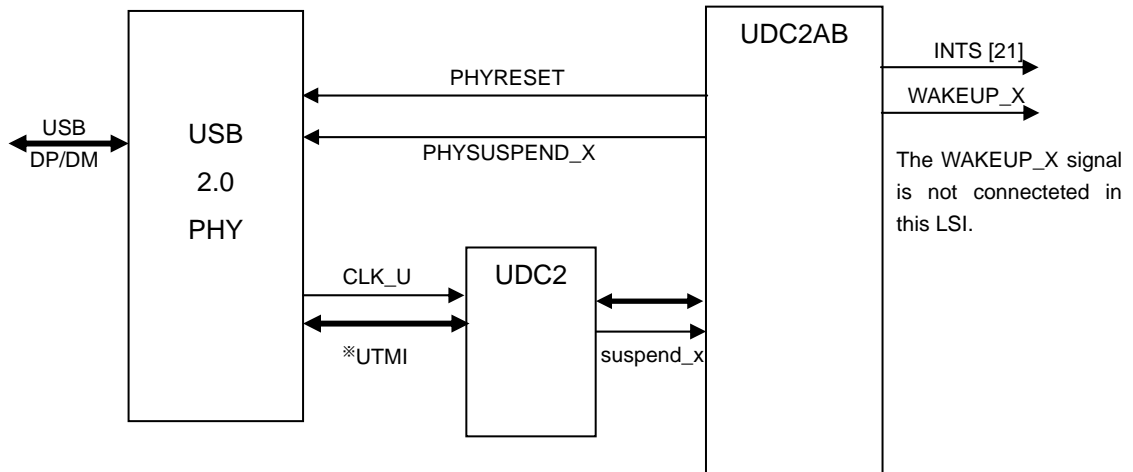 UDC2AB
INTS [21]
PHYRESET
WAKEUP_X
USB
DP/DM
USB
2.0
PHY
PHYSUSPEND_X
The WAKEUP_X signal
is not connecteted in
this LSI.
CLK_U
UDC2
※UTMI
suspend_x